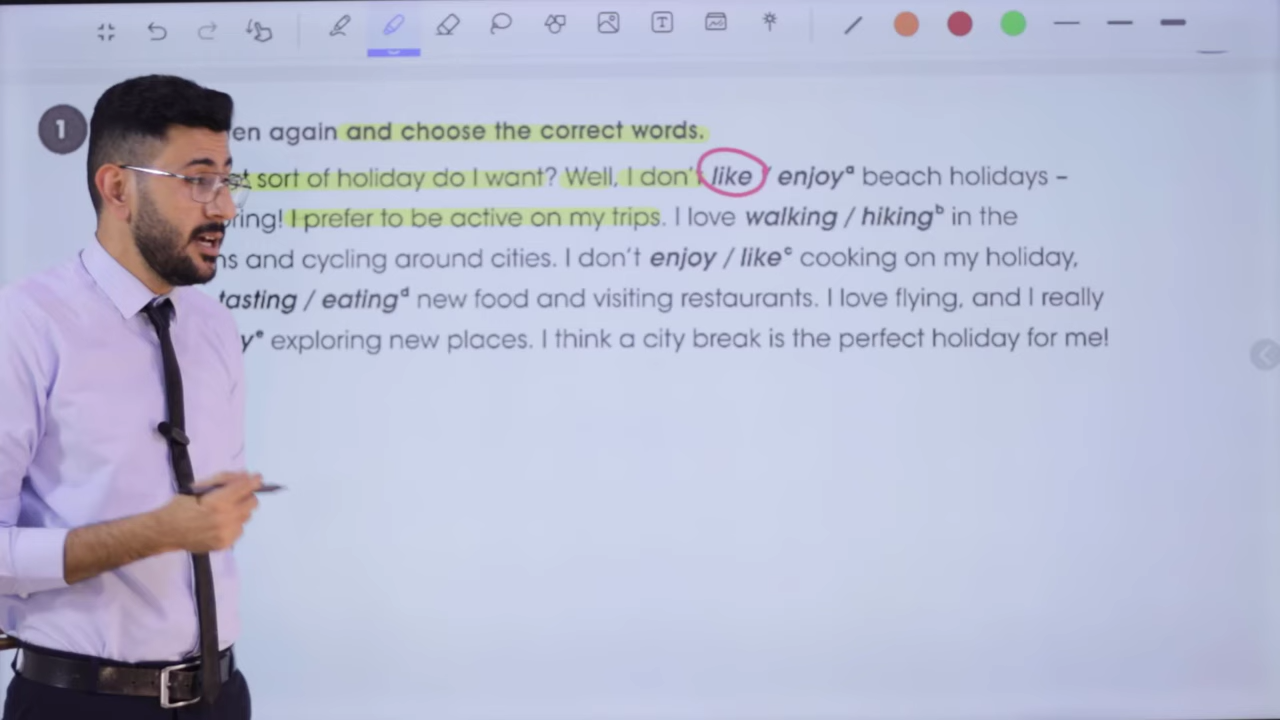 1
en again and choose the correct words.
sort of holiday do I want? Well, I don't like / enjoyᵃ beach holidays –
ring! I prefer to be active on my trips. I love walking / hikingᵇ in the
ns and cycling around cities. I don't enjoy / likeᶜ cooking on my holiday,
tasting / eatingᵈ new food and visiting restaurants. I love flying, and I really
yᵉ exploring new places. I think a city break is the perfect holiday for me!